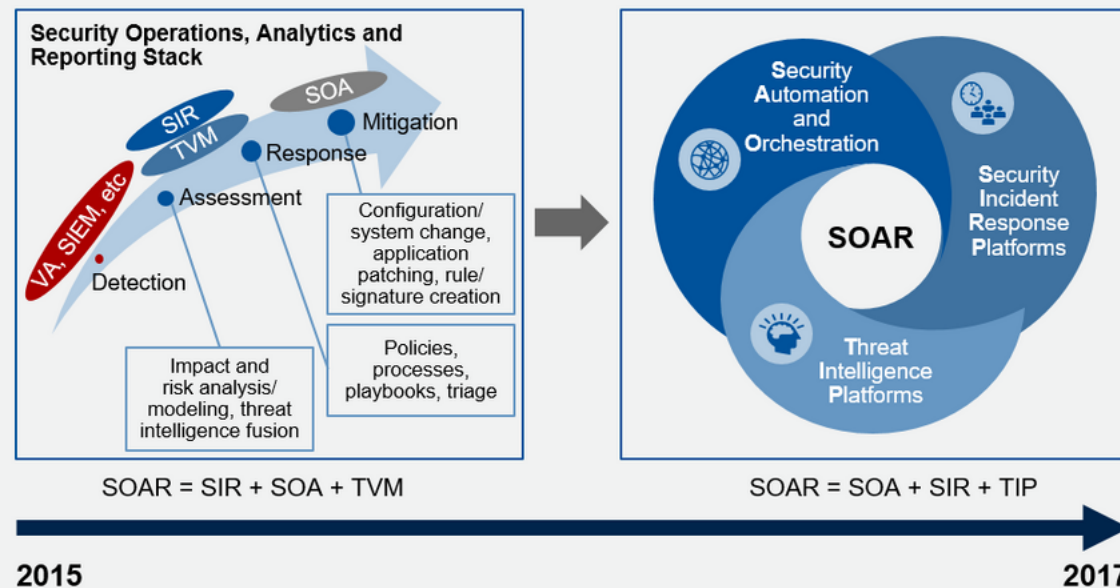 Security Operations, Analytics and
Reporting Stack
SOA
SIR
TVM
Mitigation
Response
Assessment
VA, SIEM, etc
Detection
Configuration/
system change,
application
patching, rule/
signature creation
Policies,
processes,
playbooks, triage
Impact and
risk analysis/
modeling, threat
intelligence fusion
SOAR = SIR + SOA + TVM
Security
Automation
and
Orchestration
Security
Incident
Response
Platforms
SOAR
Threat
Intelligence
Platforms
SOAR = SOA + SIR + TIP
2015
2017